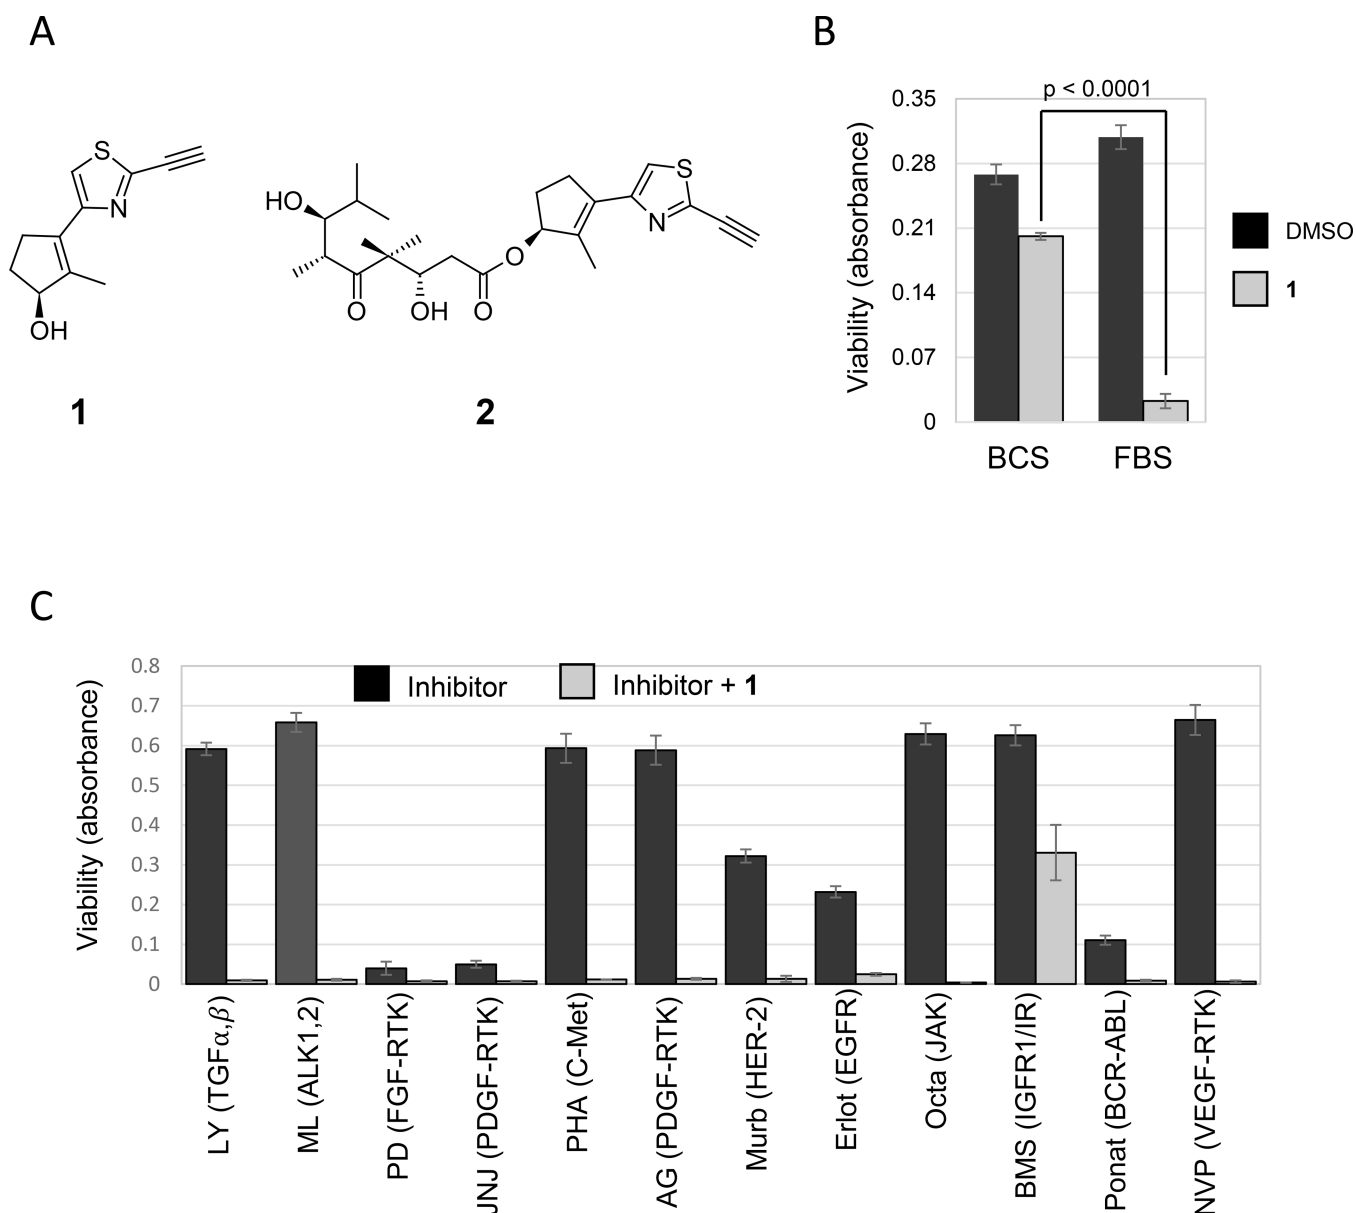 A
B
S
N
HO
O
OH
OH
O
O
S
N
1
2
p < 0.0001
Viability (absorbance)
0.35
0.28
0.21
0.14
0.07
0
BCS FBS
DMSO
1
C
Inhibitor
Inhibitor + 1
Viability (absorbance)
0.8
0.7
0.6
0.5
0.4
0.3
0.2
0.1
0
LY (TGFα,β)
ML (ALK1,2)
PD (FGF-RTK)
JNJ (PDGF-RTK)
PHA (C-Met)
AG (PDGF-RTK)
Murb (HER-2)
Erlot (EGFR)
Octa (JAK)
BMS (IGFR1/IR)
Ponat (BCR-ABL)
NVP (VEGF-RTK)